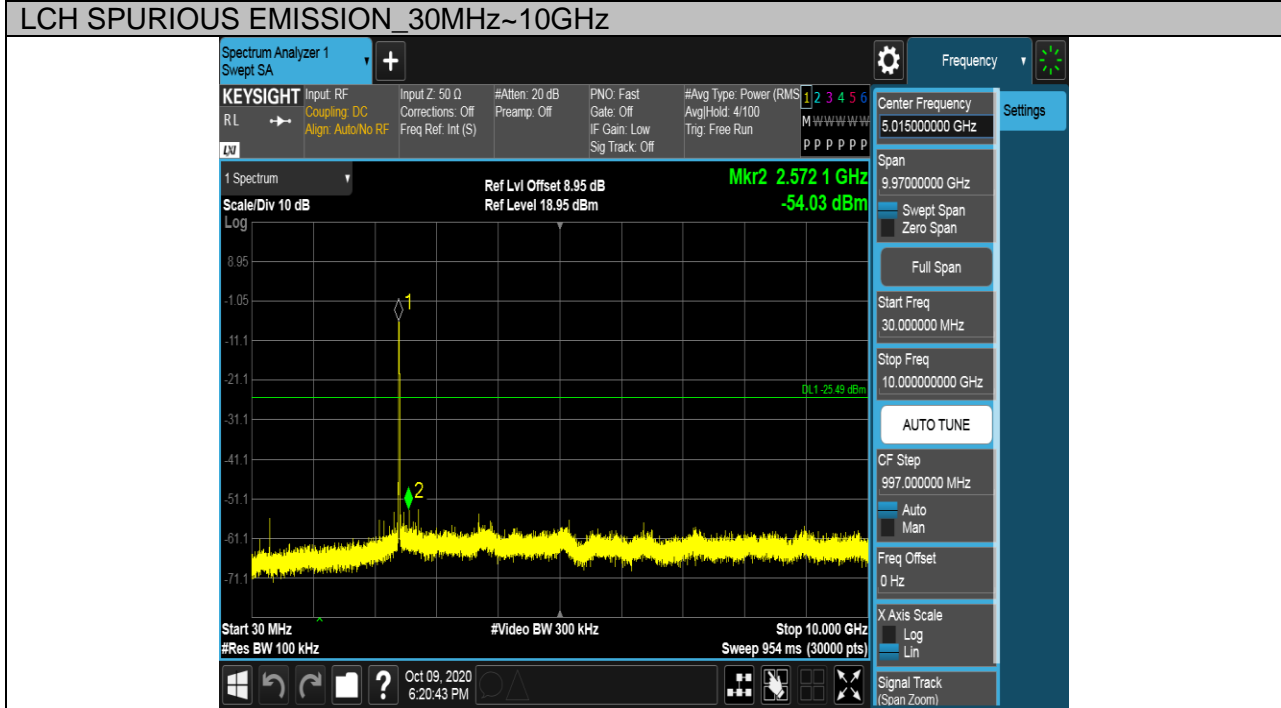 LCH SPURIOUS EMISSION_30MHz~10GHz
Spectrum Analyzer 1
Swept SA
+
Frequency
KEYSIGHT
RL
LXI
Input: RF
Coupling: DC
Align: Auto/No RF
Input Z: 50 Ω
Corrections: Off
Freq Ref: Int (S)
#Atten: 20 dB
Preamp: Off
PNO: Fast
Gate: Off
IF Gain: Low
Sig Track: Off
#Avg Type: Power (RMS
Avg|Hold: 4/100
Trig: Free Run
1 2 3 4 5 6
M W W W W W
P P P P P P
1 Spectrum
Scale/Div 10 dB
Log
Ref Lvl Offset 8.95 dB
Ref Level 18.95 dBm
Mkr2 2.572 1 GHz
-54.03 dBm
8.95
-1.05
-11.1
-21.1
-31.1
-41.1
-51.1
-61.1
-71.1
1
2
DL1 -25.49 dBm
Start 30 MHz
#Res BW 100 kHz
#Video BW 300 kHz
Stop 10.000 GHz
Sweep 954 ms (30000 pts)
?
Oct 09, 2020
6:20:43 PM
Center Frequency
5.015000000 GHz
Settings
Span
9.97000000 GHz
Swept Span
Zero Span
Full Span
Start Freq
30.000000 MHz
Stop Freq
10.000000000 GHz
AUTO TUNE
CF Step
997.000000 MHz
Auto
Man
Freq Offset
0 Hz
X Axis Scale
Log
Lin
Signal Track
(Span Zoom)